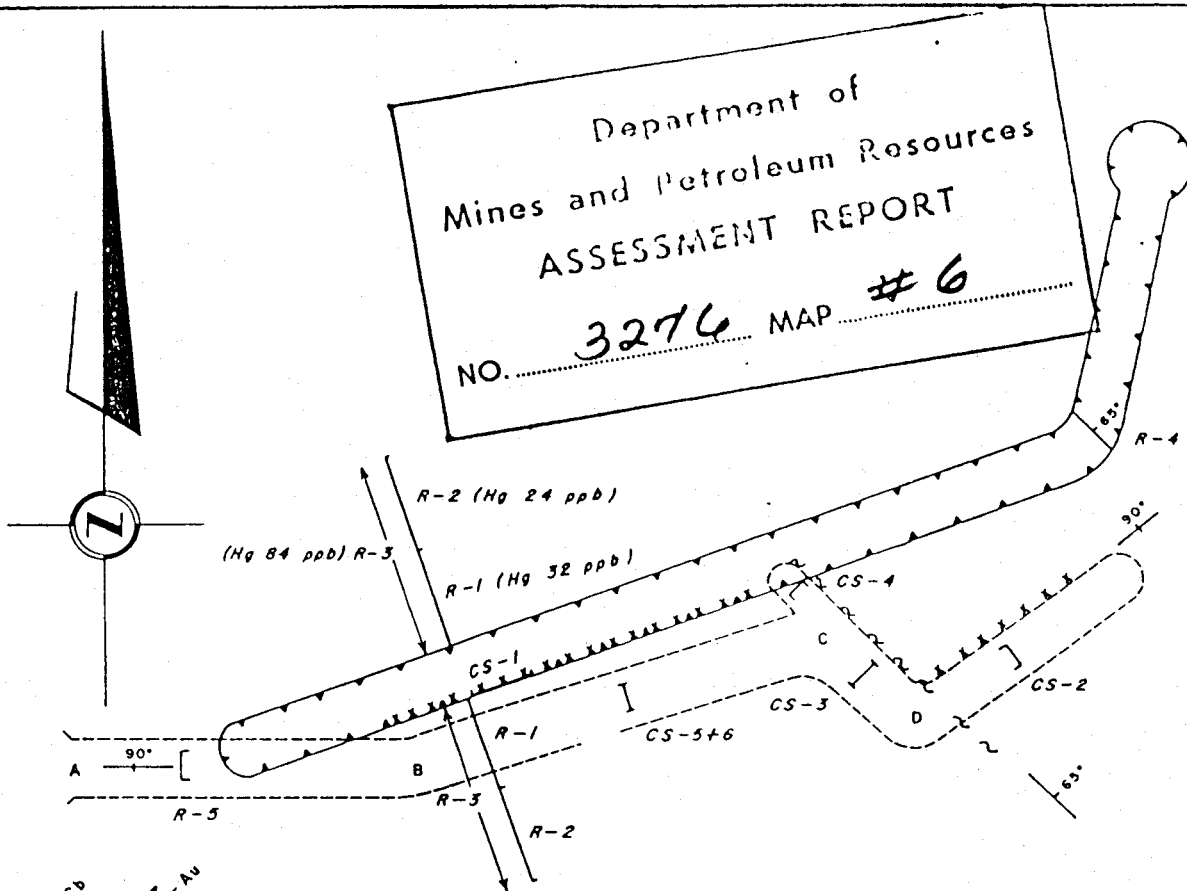 Department of
Mines and Petroleum Resources
ASSESSMENT REPORT
NO. 3276 MAP #6
65°
R-4
R-2 (Hg 24 ppb)
90°
(Hg 84 ppb) R-3
R-1 (Hg 32 ppb)
CS-4
CS-1
C
CS-2
CS-3
D
R-1
CS-5+6
90°
A
B
65°
R-3
R-5
R-2
Au
N